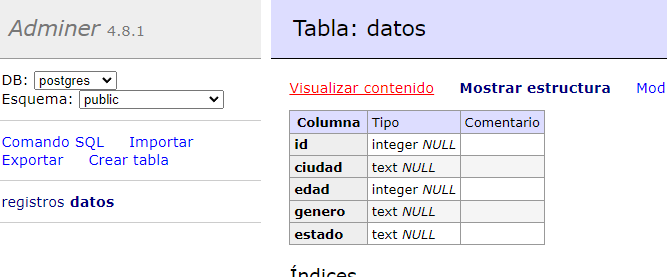 Adminer 4.8.1
DB: postgres
Esquema: public
Comando SQL Importar
Exportar Crear tabla
registros datos
Tabla: datos
Visualizar contenido Mostrar estructura Mod
Columna Tipo Comentario
id integer NULL
ciudad text NULL
edad integer NULL
genero text NULL
estado text NULL
Índices